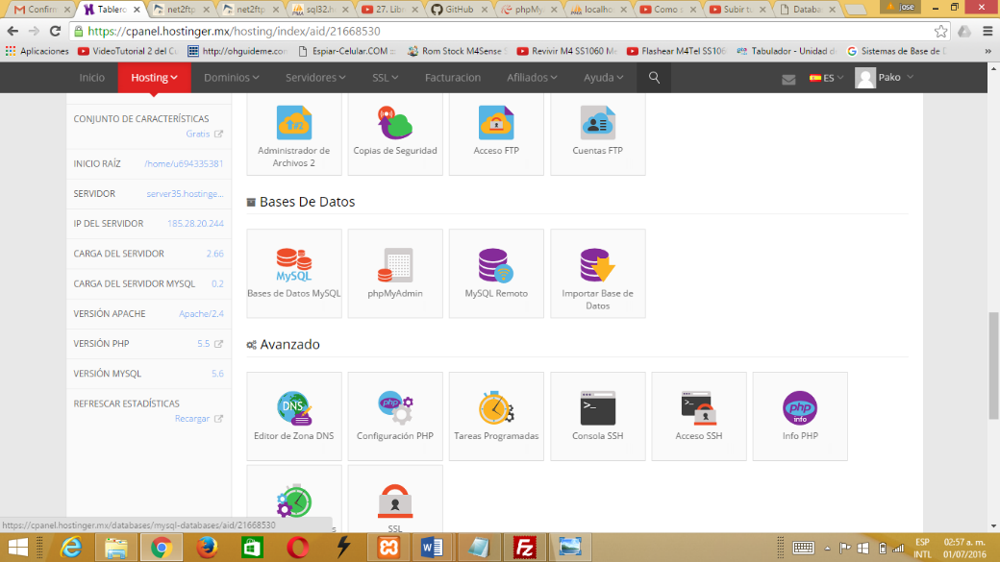 Confirm
Tablero
net2ftp
net2ftp
sql32.h
27. Libr
GitHub
phpMy
localho
Como s
Subir tu
Databa
Jose
https://cpanel.hostinger.mx/hosting/index/aid/21668530
Aplicaciones
VideoTutorial 2 del Cu
http://ohguideme.com
Espiar-Celular.COM ::
Rom Stock M4Sense S
Revivir M4 SS1060 Me
Flashear M4Tel SS106
Tabulador - Unidad d
Sistemas de Base de D
»
Inicio
Hosting
Dominios
Servidores
SSL
Facturacion
Afiliados
Ayuda
ES
Pako
CONJUNTO DE CARACTERÍSTICAS
Gratis
INICIO RAÍZ /home/u694335381
SERVIDOR server35.hostinge...
IP DEL SERVIDOR 185.28.20.244
CARGA DEL SERVIDOR 2.66
CARGA DEL SERVIDOR MYSQL 0.2
VERSIÓN APACHE Apache/2.4
VERSIÓN PHP 5.5
VERSIÓN MYSQL 5.6
REFRESCAR ESTADÍSTICAS
Recargar
Administrador de
Archivos 2
Copias de Seguridad
Acceso FTP
Cuentas FTP
Bases De Datos
MySQL
Bases de Datos MySQL
phpMyAdmin
MySQL Remoto
Importar Base de
Datos
Avanzado
DNS
Editor de Zona DNS
php
Configuración PHP
Tareas Programadas
>_
Consola SSH
>_
Acceso SSH
php
info
Info PHP
SSL
https://cpanel.hostinger.mx/databases/mysql-databases/aid/21668530
ESP
INTL
02:57 a. m.
01/07/2016